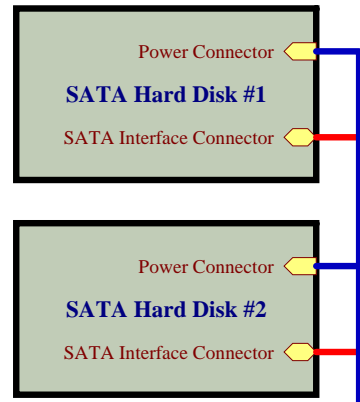 Power Connector
SATA Hard Disk #1
SATA Interface Connector
Power Connector
SATA Hard Disk #2
SATA Interface Connector